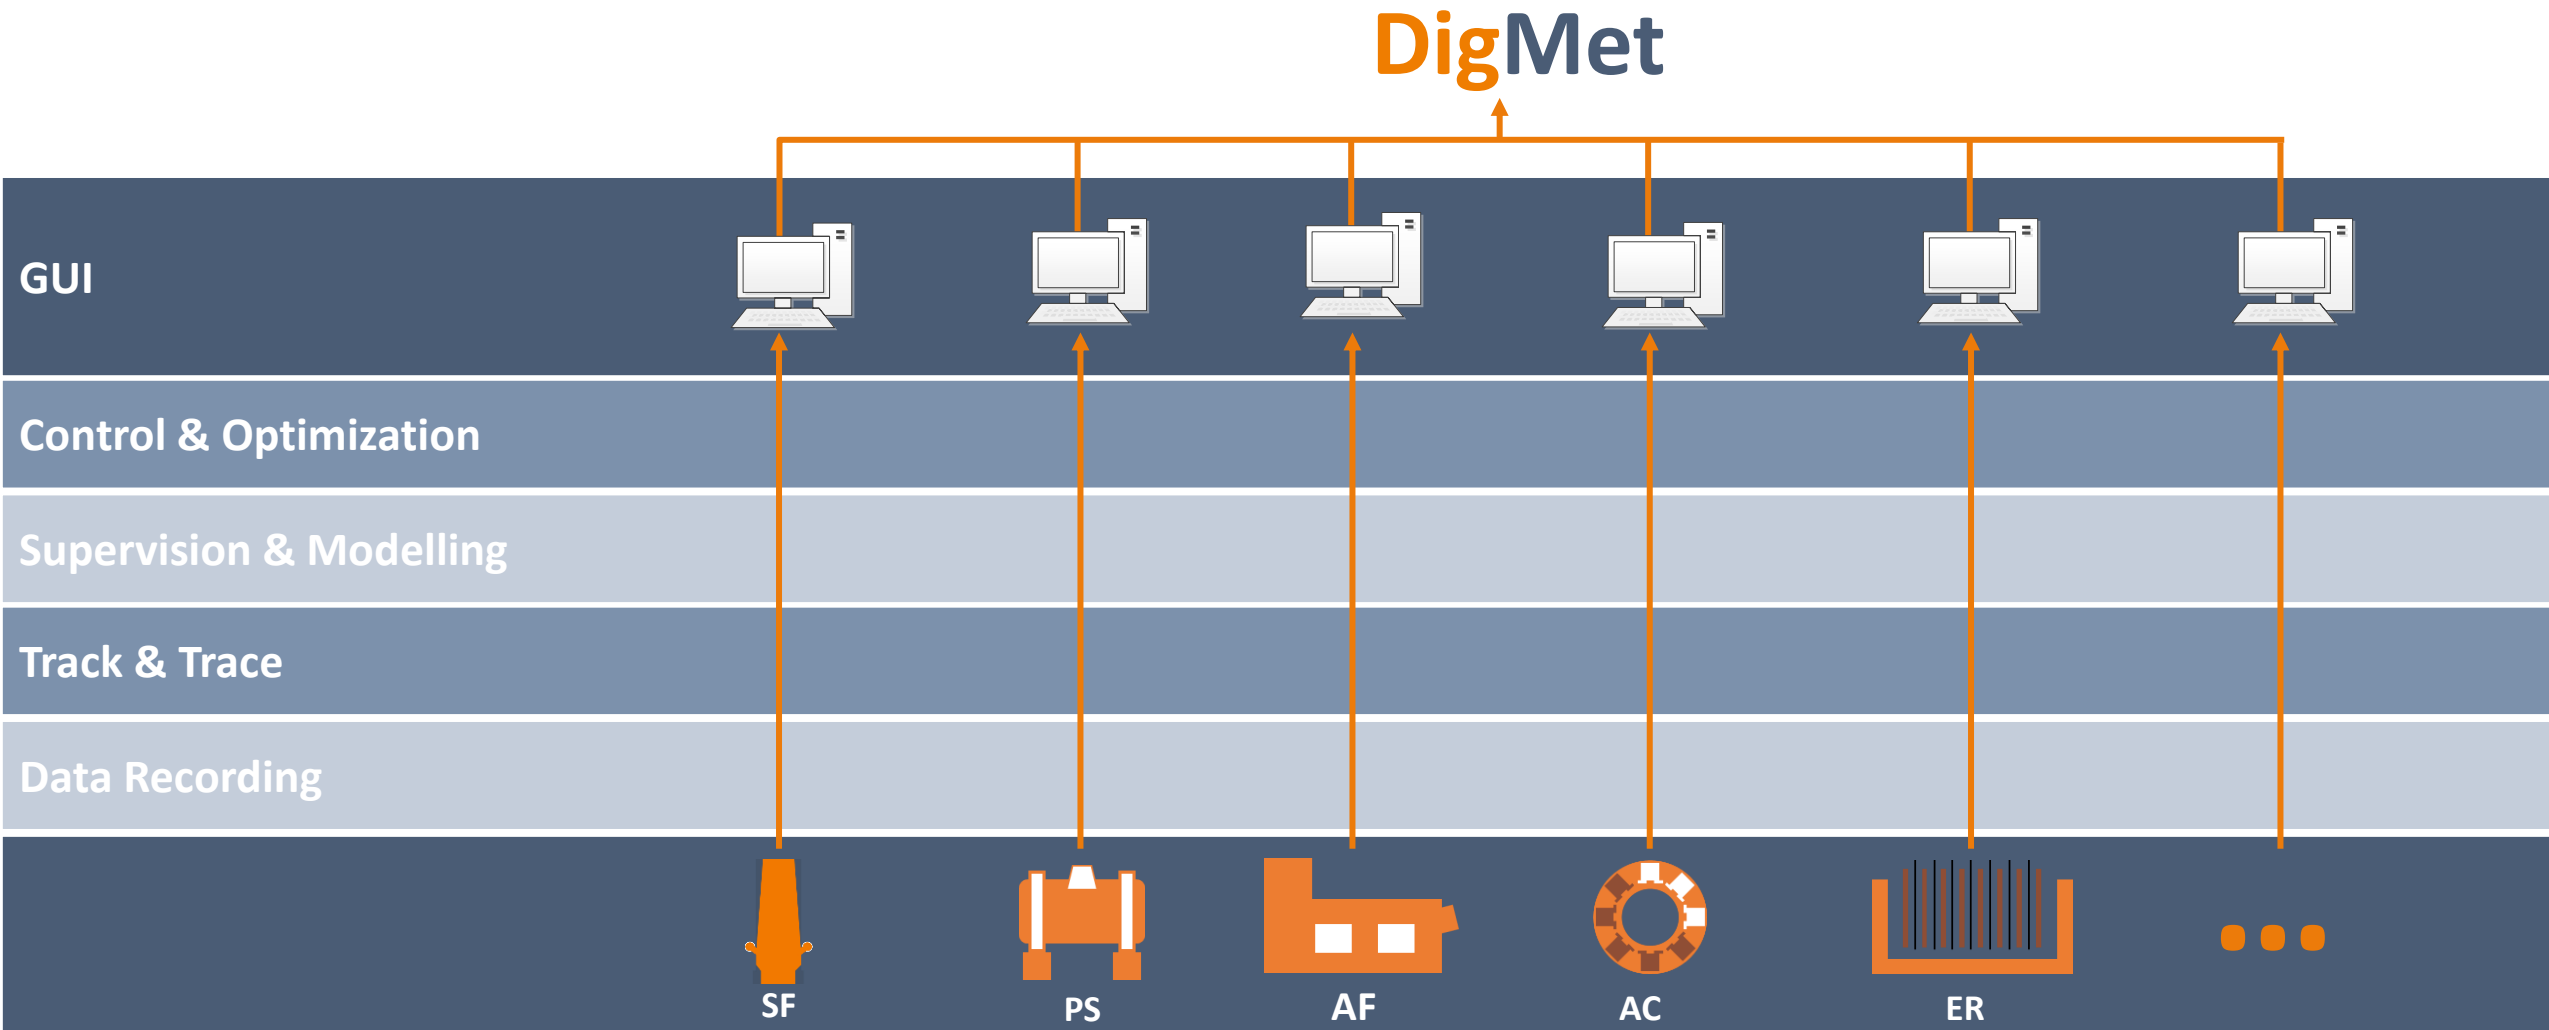 DigMet
GUI
Control & Optimization
Supervision & Modelling
Track & Trace
Data Recording
SF
PS
AF
AC
ER